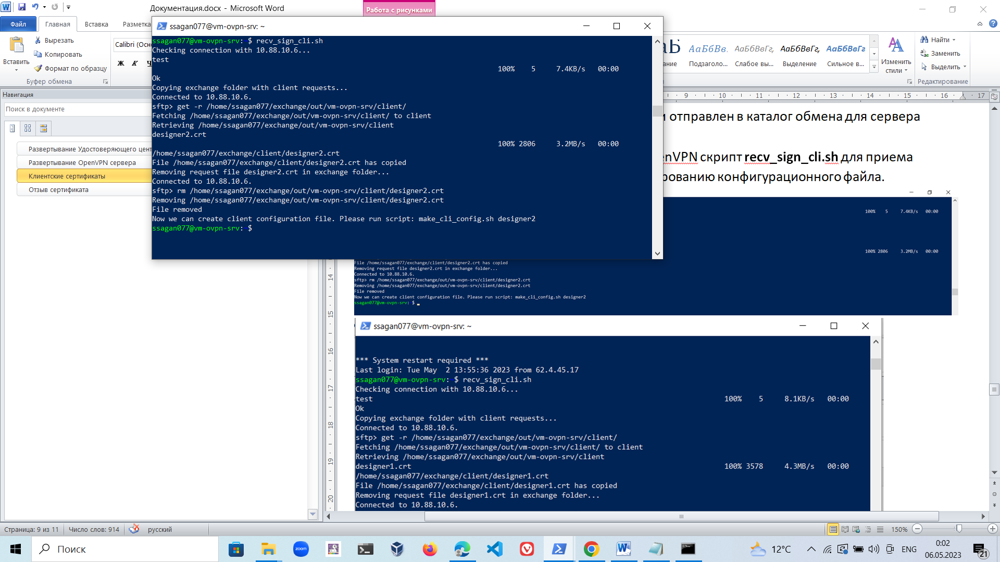 Документация.docx - Microsoft Word
Работа с рисунками
Файл
Главная
Вставка
Разметка
Вставить
Вырезать
Копировать
Формат по образцу
Буфер обмена
Calibri (Осно
Ж К Ч
АаБбВв.
АаБбВвГг,
АаБбВвГг,
АаБбВвГг
ание
Подзаголо...
Слабое вы...
Выделение
Сильное в...
Изменить стили
Найти
Заменить
Выделить
Редактирование
Навигация
Поиск в документе
Развертывание Удостоверяющего цент
Развертывание OpenVPN сервера
Клиентские сертификаты
Отзыв сертификата
ssagan077@vm-ovpn-srv: ~
ssagan077@vm-ovpn-srv: $ recv_sign_cli.sh
Checking connection with 10.88.10.6...
test
100% 5 7.4KB/s 00:00
Ok
Copying exchange folder with client requests...
Connected to 10.88.10.6.
sftp> get -r /home/ssagan077/exchange/out/vm-ovpn-srv/client/
Fetching /home/ssagan077/exchange/out/vm-ovpn-srv/client/ to client
Retrieving /home/ssagan077/exchange/out/vm-ovpn-srv/client
designer2.crt
100% 2806 3.2MB/s 00:00
/home/ssagan077/exchange/client/designer2.crt
File /home/ssagan077/exchange/client/designer2.crt has copied
Removing request file designer2.crt in exchange folder...
Connected to 10.88.10.6.
sftp> rm /home/ssagan077/exchange/out/vm-ovpn-srv/client/designer2.crt
Removing /home/ssagan077/exchange/out/vm-ovpn-srv/client/designer2.crt
File removed
Now we can create client configuration file. Please run script: make_cli_config.sh designer2
ssagan077@vm-ovpn-srv: $
9 10 11 12 13 14 15 16 17
и отправлен в каталог обмена для сервера
enVPN скрипт recv_sign_cli.sh для приема
рованию конфигурационного файла.
100% 5 7.4KB/s 00:00
100% 2806 3.2MB/s 00:00
File /home/ssagan077/exchange/client/designer2.crt has copied
Removing request file designer2.crt in exchange folder...
Connected to 10.88.10.6.
sftp> rm /home/ssagan077/exchange/out/vm-ovpn-srv/client/designer2.crt
Removing /home/ssagan077/exchange/out/vm-ovpn-srv/client/designer2.crt
File removed
Now we can create client configuration file. Please run script: make_cli_config.sh designer2
ssagan077@vm-ovpn-srv: $
14
15
16
17
18
19
20
ssagan077@vm-ovpn-srv: ~
*** System restart required ***
Last login: Tue May 2 13:55:36 2023 from 62.4.45.17
ssagan077@vm-ovpn-srv: $ recv_sign_cli.sh
Checking connection with 10.88.10.6...
test 100% 5 8.1KB/s 00:00
Ok
Copying exchange folder with client requests...
Connected to 10.88.10.6.
sftp> get -r /home/ssagan077/exchange/out/vm-ovpn-srv/client/
Fetching /home/ssagan077/exchange/out/vm-ovpn-srv/client/ to client
Retrieving /home/ssagan077/exchange/out/vm-ovpn-srv/client
designer1.crt 100% 3578 4.3MB/s 00:00
/home/ssagan077/exchange/client/designer1.crt
File /home/ssagan077/exchange/client/designer1.crt has copied
Removing request file designer1.crt in exchange folder...
Connected to 10.88.10.6.
Страница: 9 из 11
Число слов: 914
русский
150%
Поиск
zoom
12°C
ENG
0:02
06.05.2023
21